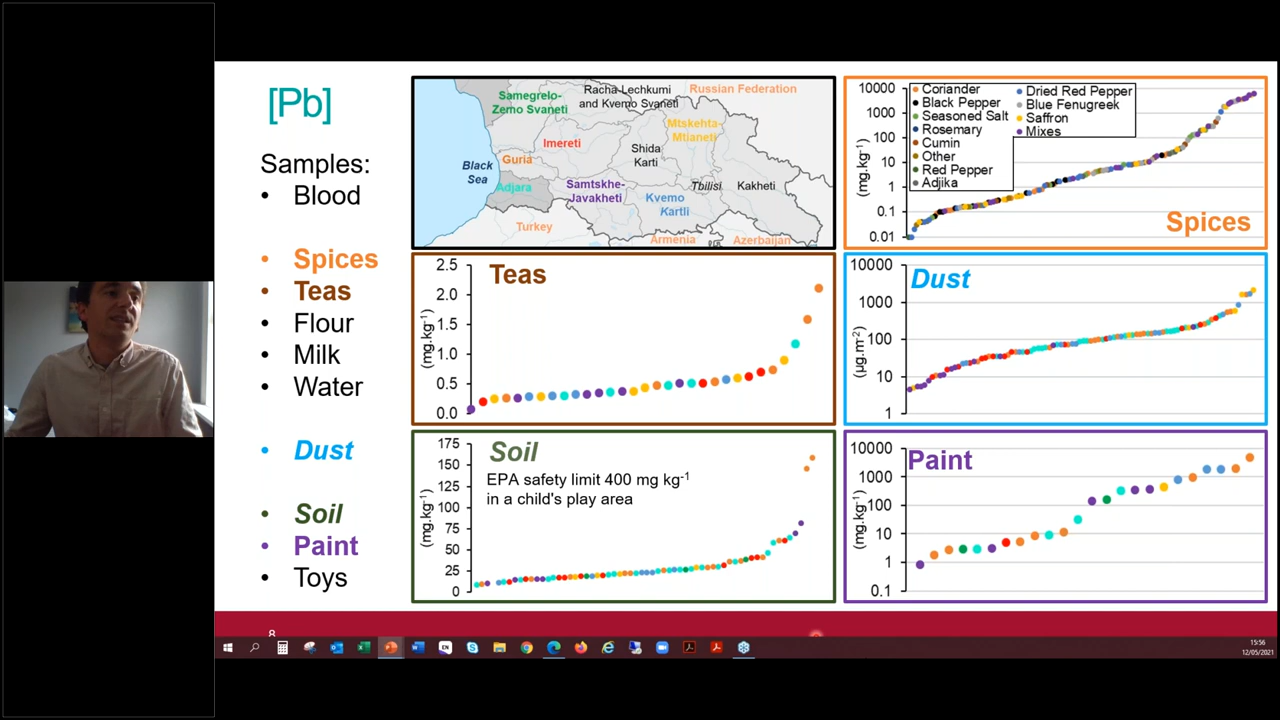 [Pb]
Samples:
• Blood
• Spices
• Teas
• Flour
• Milk
• Water
• Dust
• Soil
• Paint
• Toys
Samegrelo-
Zemo Svaneti
Racha-Lechkumi
and Kvemo Svaneti
Russian Federation
Mtskehta-
Mtianeti
Imereti
Shida
Karti
Black
Sea
Guria
Adjara
Samtskhe-
Javakheti
Tbilisi
Kakheti
Kvemo
Kartli
Turkey
Armenia
Azerbaijan
10000
1000
100
10
1
0.1
0.01
(mg.kg-1)
Coriander
Black Pepper
Seasoned Salt
Rosemary
Cumin
Other
Red Pepper
Adjika
Dried Red Pepper
Blue Fenugreek
Saffron
Mixes
Spices
2.5
2.0
1.5
1.0
0.5
0.0
(mg.kg-1)
Teas
10000
1000
100
10
1
(µg.m-2)
Dust
175
150
125
100
75
50
25
0
(mg.kg-1)
Soil
EPA safety limit 400 mg kg-1
in a child's play area
10000
1000
100
10
1
0.1
(mg.kg-1)
Paint
8
15:56
12/05/2021